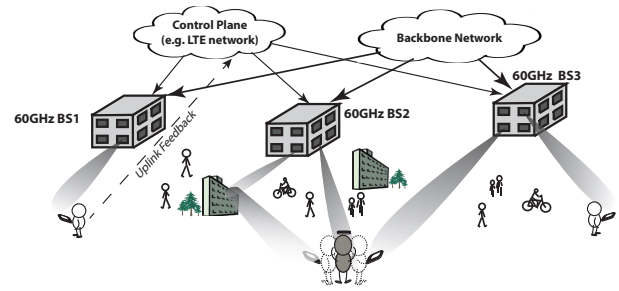 Control Plane
(e.g. LTE network)
Backbone Network
60GHz BS1
60GHz BS2
60GHz BS3
Uplink Feedback